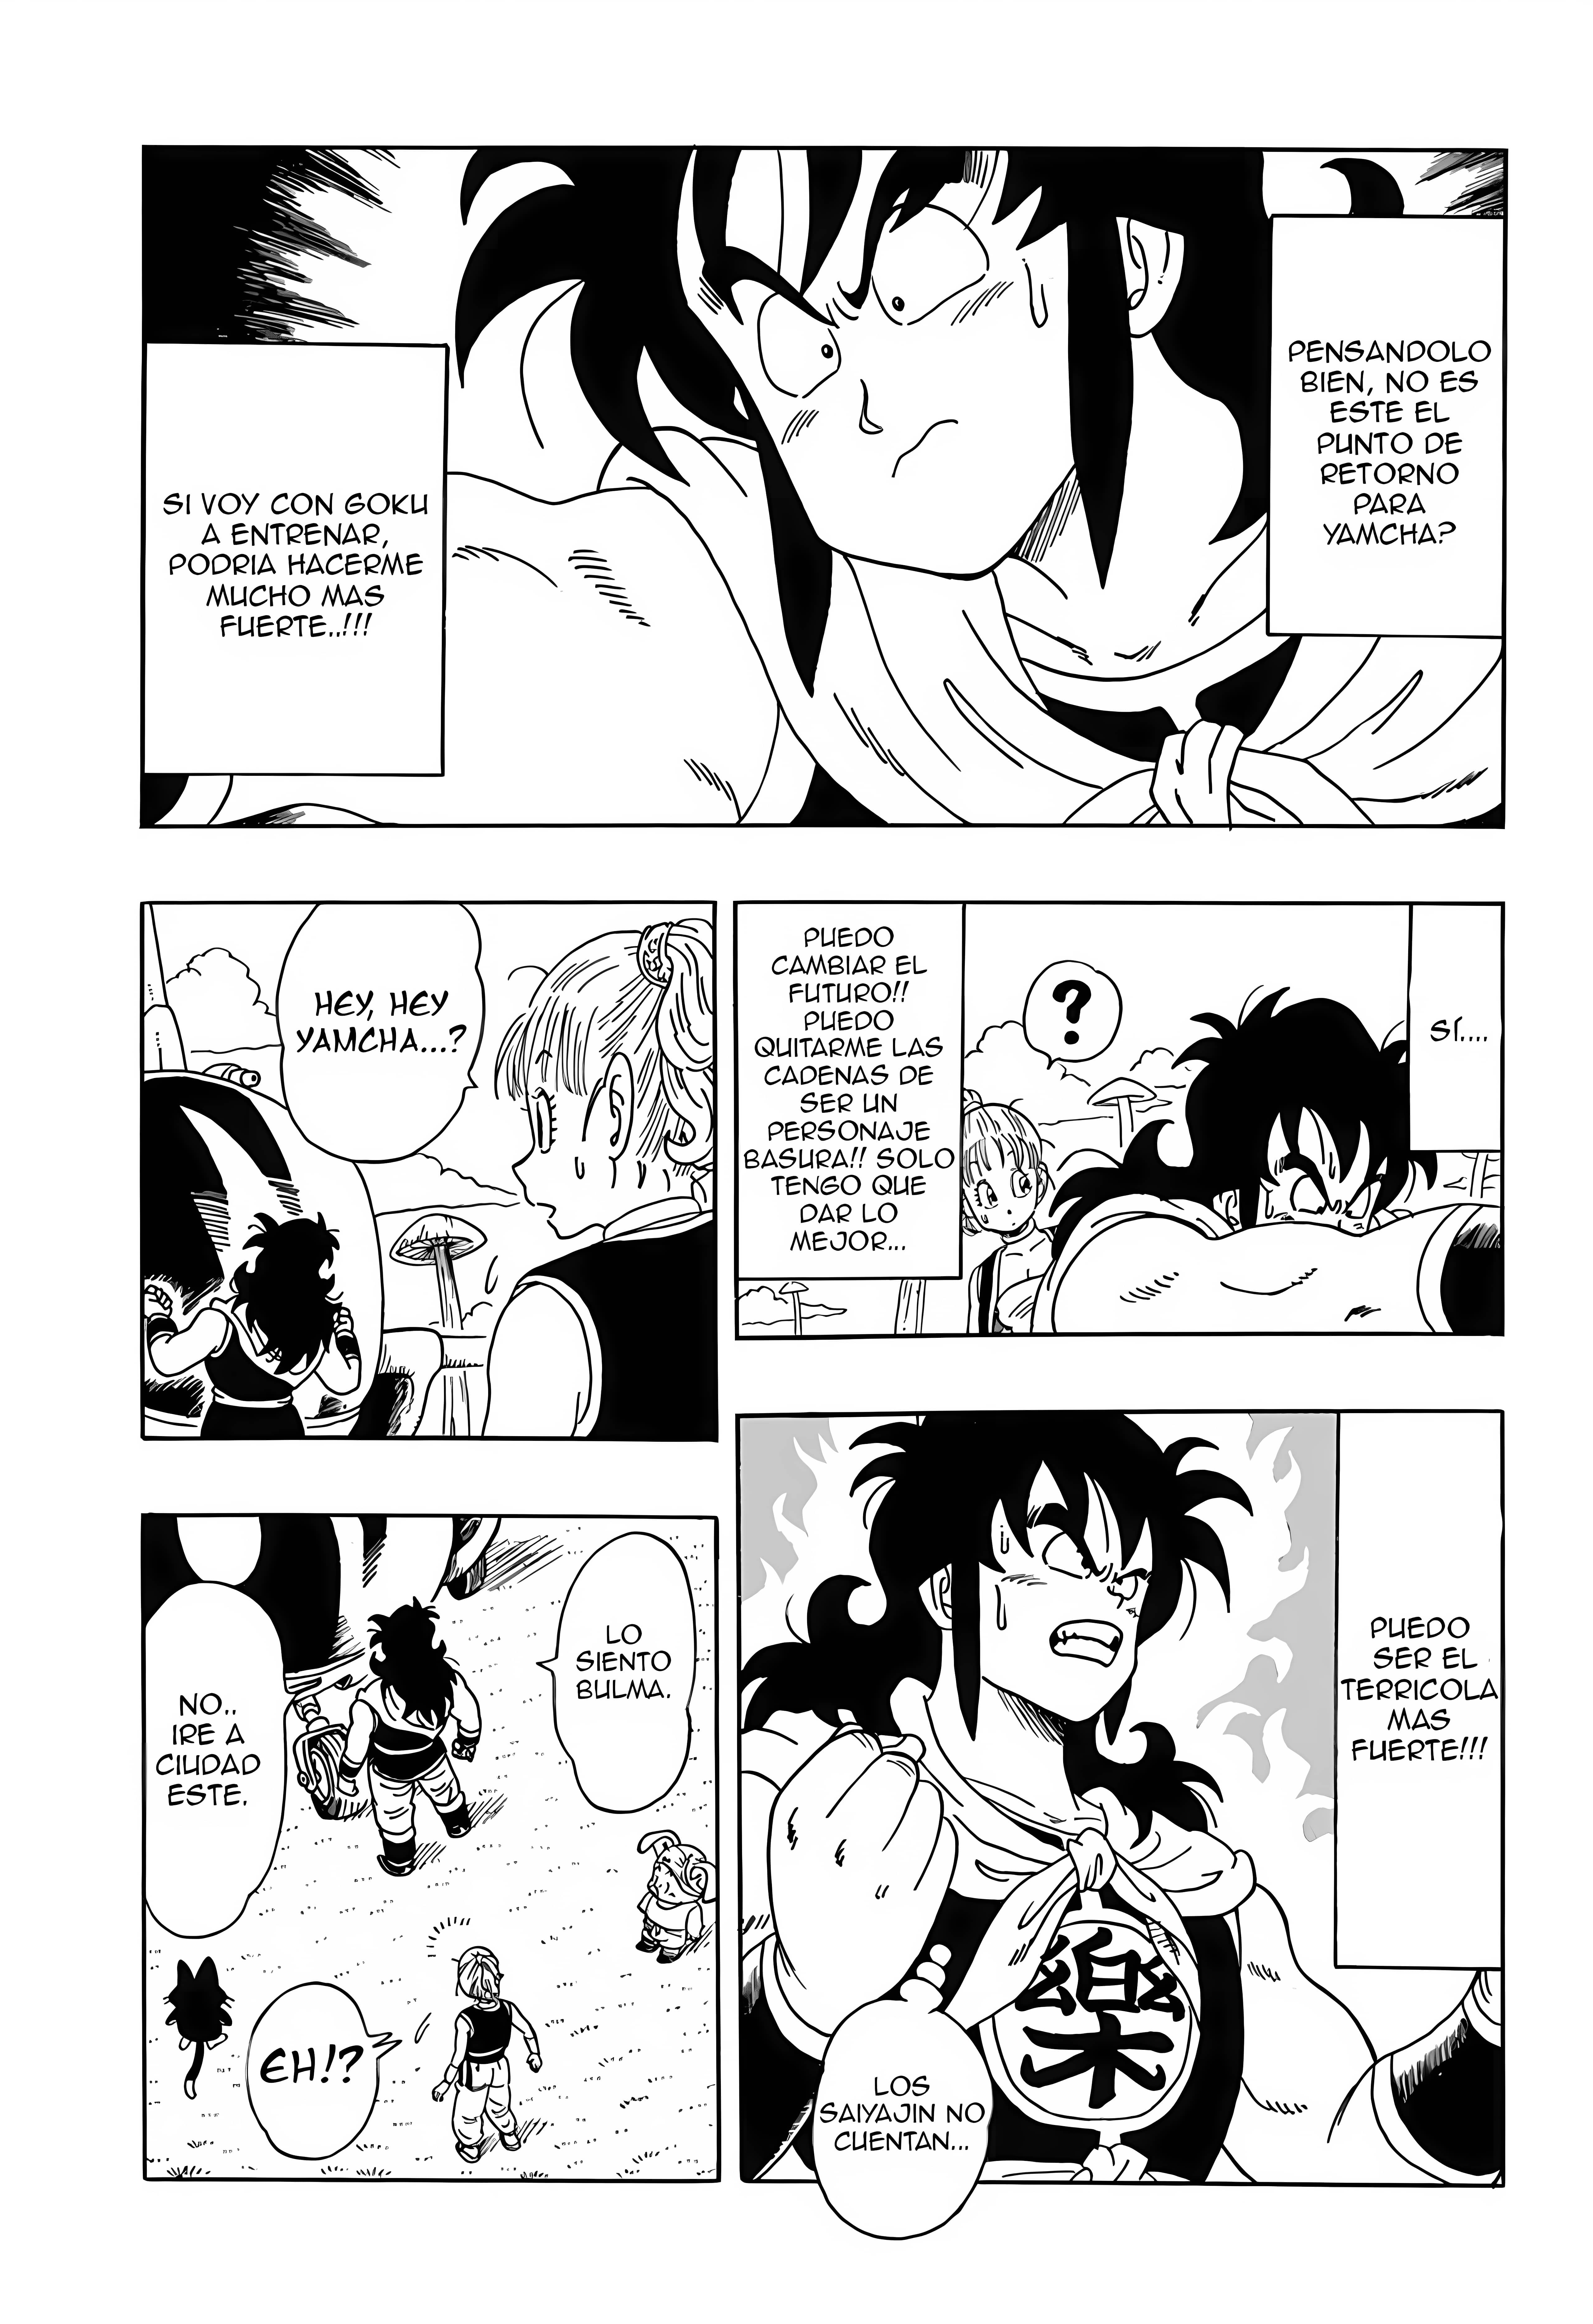 PENSANDOLO
BIEN, NO ES
ESTE EL
PUNTO DE
RETORNO
PARA
YAMCHA?
SI VOY CON GOKU
A ENTRENAR,
PODRIA HACERME
MUCHO MAS
FUERTE..!!!
SÍ....
?
PUEDO
CAMBIAR EL
FUTURO!!
PUEDO
QUITARME LAS
CADENAS DE
SER UN
PERSONAJE
BASURA!! SOLO
TENGO QUE
DAR LO
MEJOR...
HEY, HEY
YAMCHA...?
PUEDO
SER EL
TERRICOLA
MAS
FUERTE!!!
樂
LOS
SAIYAJIN NO
CUENTAN...
LO
SIENTO
BULMA.
NO..
IRE A
CIUDAD
ESTE.
EH!?